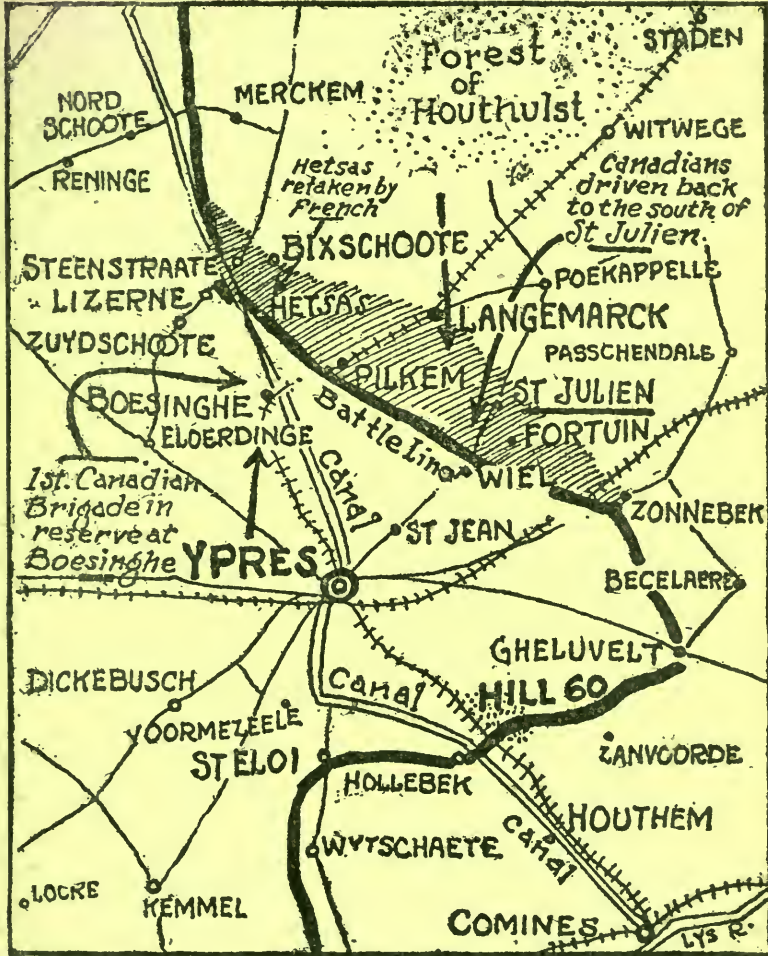 Forest
of
Houthulst
STADEN
NORD
SCHOOTE
MERCKEM
WITWEGE
RENINGE
Hetsas
retaken by
French
Canadians
driven back
to the south of
St Julien.
BIXSCHOOTE
STEENSTRAATE
LIZERNE
HETSAS
POEKAPPELLE
LANGEMARCK
ZUYDSCHOOTE
PASSCHENDALE
PILKEM
ST JULIEN
BOESINGHE
FORTUIN
ELOERDINGE
Battle Line
Canal
WIEL
1st. Canadian
Brigade in
reserve at
Boesinghe
ZONNEBEK
ST JEAN
YPRES
BECELAERE
GHELUVELT
DICKEBUSCH
Canal
HILL 60
VOORMEZEELE
ST ELOI
ZANVOORDE
HOLLEBEK
HOUTHEM
Canal
WYTSCHAETE
LOCRE
KEMMEL
COMINES
LYS R.